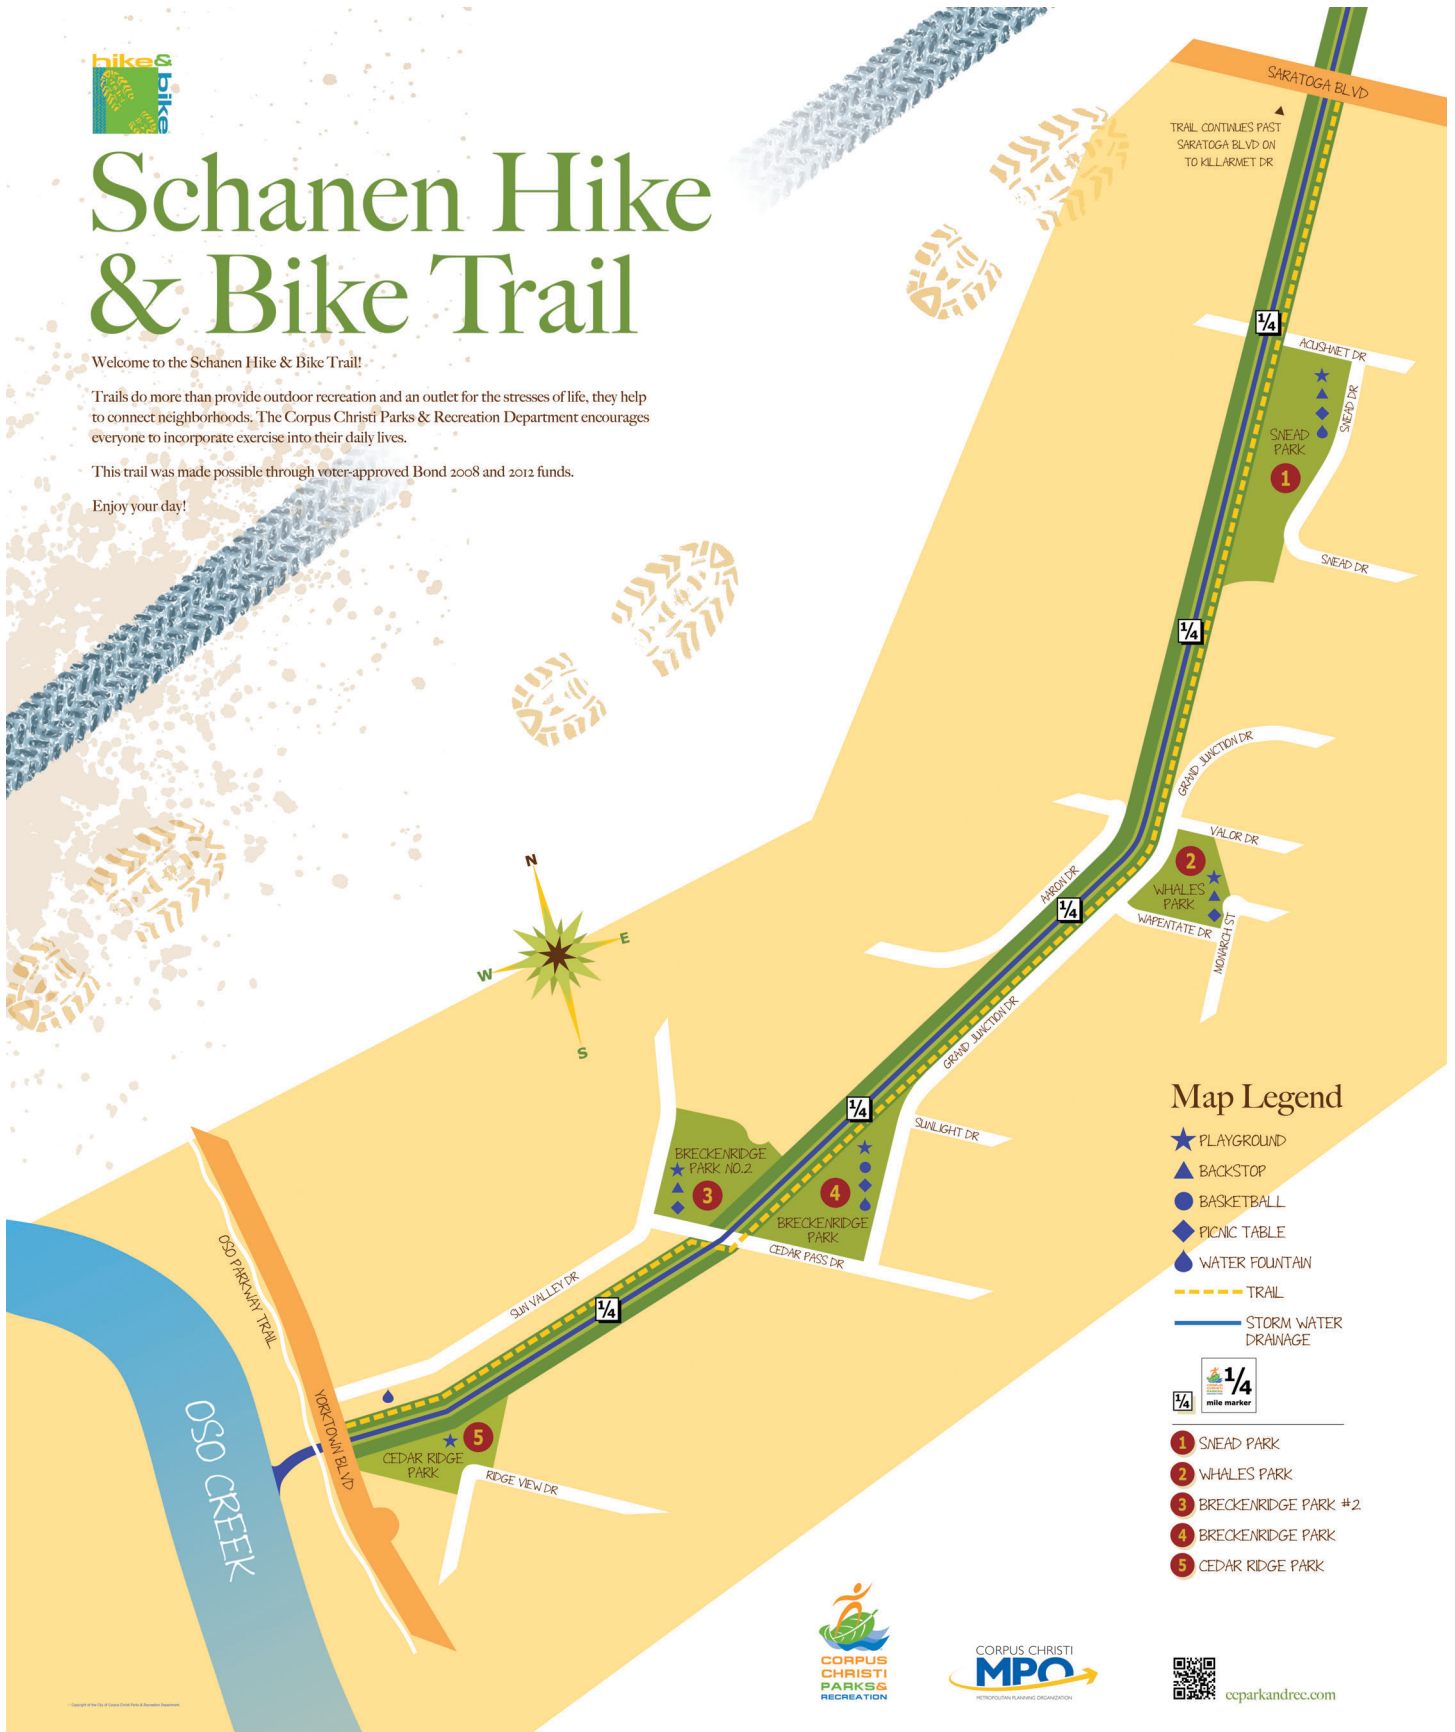 hike&
bike
Schanen Hike
& Bike Trail
Welcome to the Schanen Hike & Bike Trail!
Trails do more than provide outdoor recreation and an outlet for the stresses of life, they help
to connect neighborhoods. The Corpus Christi Parks & Recreation Department encourages
everyone to incorporate exercise into their daily lives.
This trail was made possible through voter-approved Bond 2008 and 2012 funds.
Enjoy your day!
SARATOGA BLVD
TRAIL CONTINUES PAST
SARATOGA BLVD ON
TO KILLARMET DR
1/4
ACUSHNET DR
SNEAD DR
SNEAD
PARK
1
SNEAD DR
1/4
GRAND JUNCTION DR
VALOR DR
2
WHALES
PARK
WAPENTATE DR
MONARCH ST
AARON DR
1/4
GRAND JUNCTION DR
N
E
W
S
1/4
SUNLIGHT DR
BRECKENRIDGE
PARK NO.2
3
4
BRECKENRIDGE
PARK
CEDAR PASS DR
SUN VALLEY DR
1/4
OSO PARKWAY TRAIL
YORKTOWN BLVD
5
CEDAR RIDGE
PARK
RIDGE VIEW DR
OSO CREEK
Map Legend
PLAYGROUND
BACKSTOP
BASKETBALL
PICNIC TABLE
WATER FOUNTAIN
TRAIL
STORM WATER
DRAINAGE
1/4
1/4
mile marker
1 SNEAD PARK
2 WHALES PARK
3 BRECKENRIDGE PARK #2
4 BRECKENRIDGE PARK
5 CEDAR RIDGE PARK
CORPUS
CHRISTI
PARKS&
RECREATION
CORPUS CHRISTI
MPO
METROPOLITAN PLANNING ORGANIZATION
ccparkandrec.com